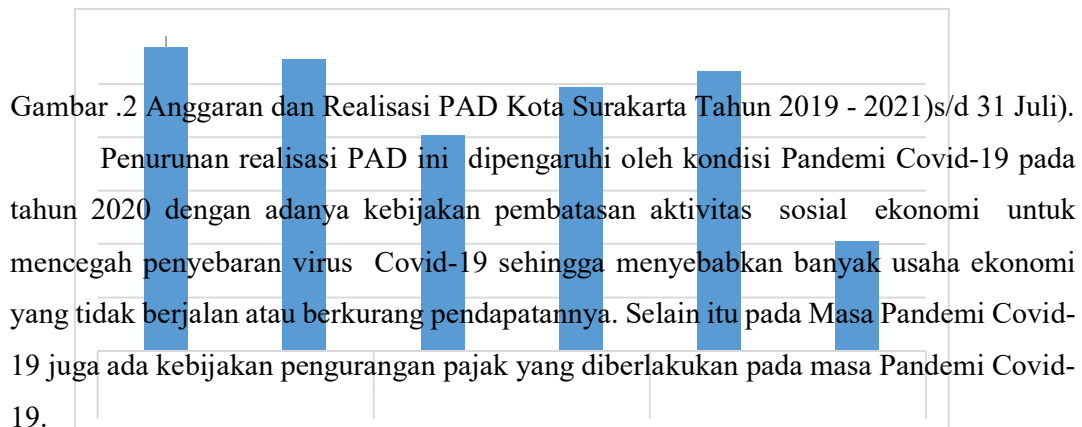 Gambar .2 Anggaran dan Realisasi PAD Kota Surakarta Tahun 2019 - 2021)s/d 31 Juli).
Penurunan realisasi PAD ini dipengaruhi oleh kondisi Pandemi Covid-19 pada
tahun 2020 dengan adanya kebijakan pembatasan aktivitas sosial ekonomi untuk
mencegah penyebaran virus Covid-19 sehingga menyebabkan banyak usaha ekonomi
yang tidak berjalan atau berkurang pendapatannya. Selain itu pada Masa Pandemi Covid-
19 juga ada kebijakan pengurangan pajak yang diberlakukan pada masa Pandemi Covid-
19.